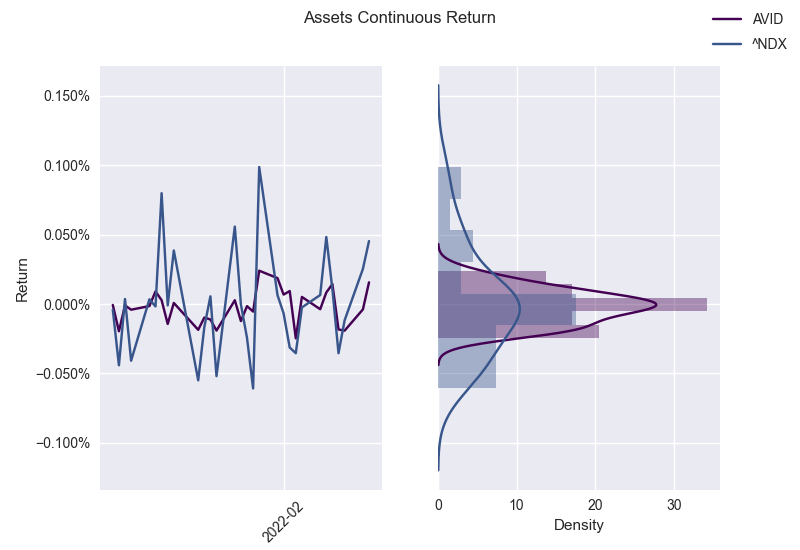 Assets Continuous Return
AVID
^NDX
0.150%
0.100%
0.050%
0.000%
−0.050%
−0.100%
Return
2022-02
0 10 20 30
Density